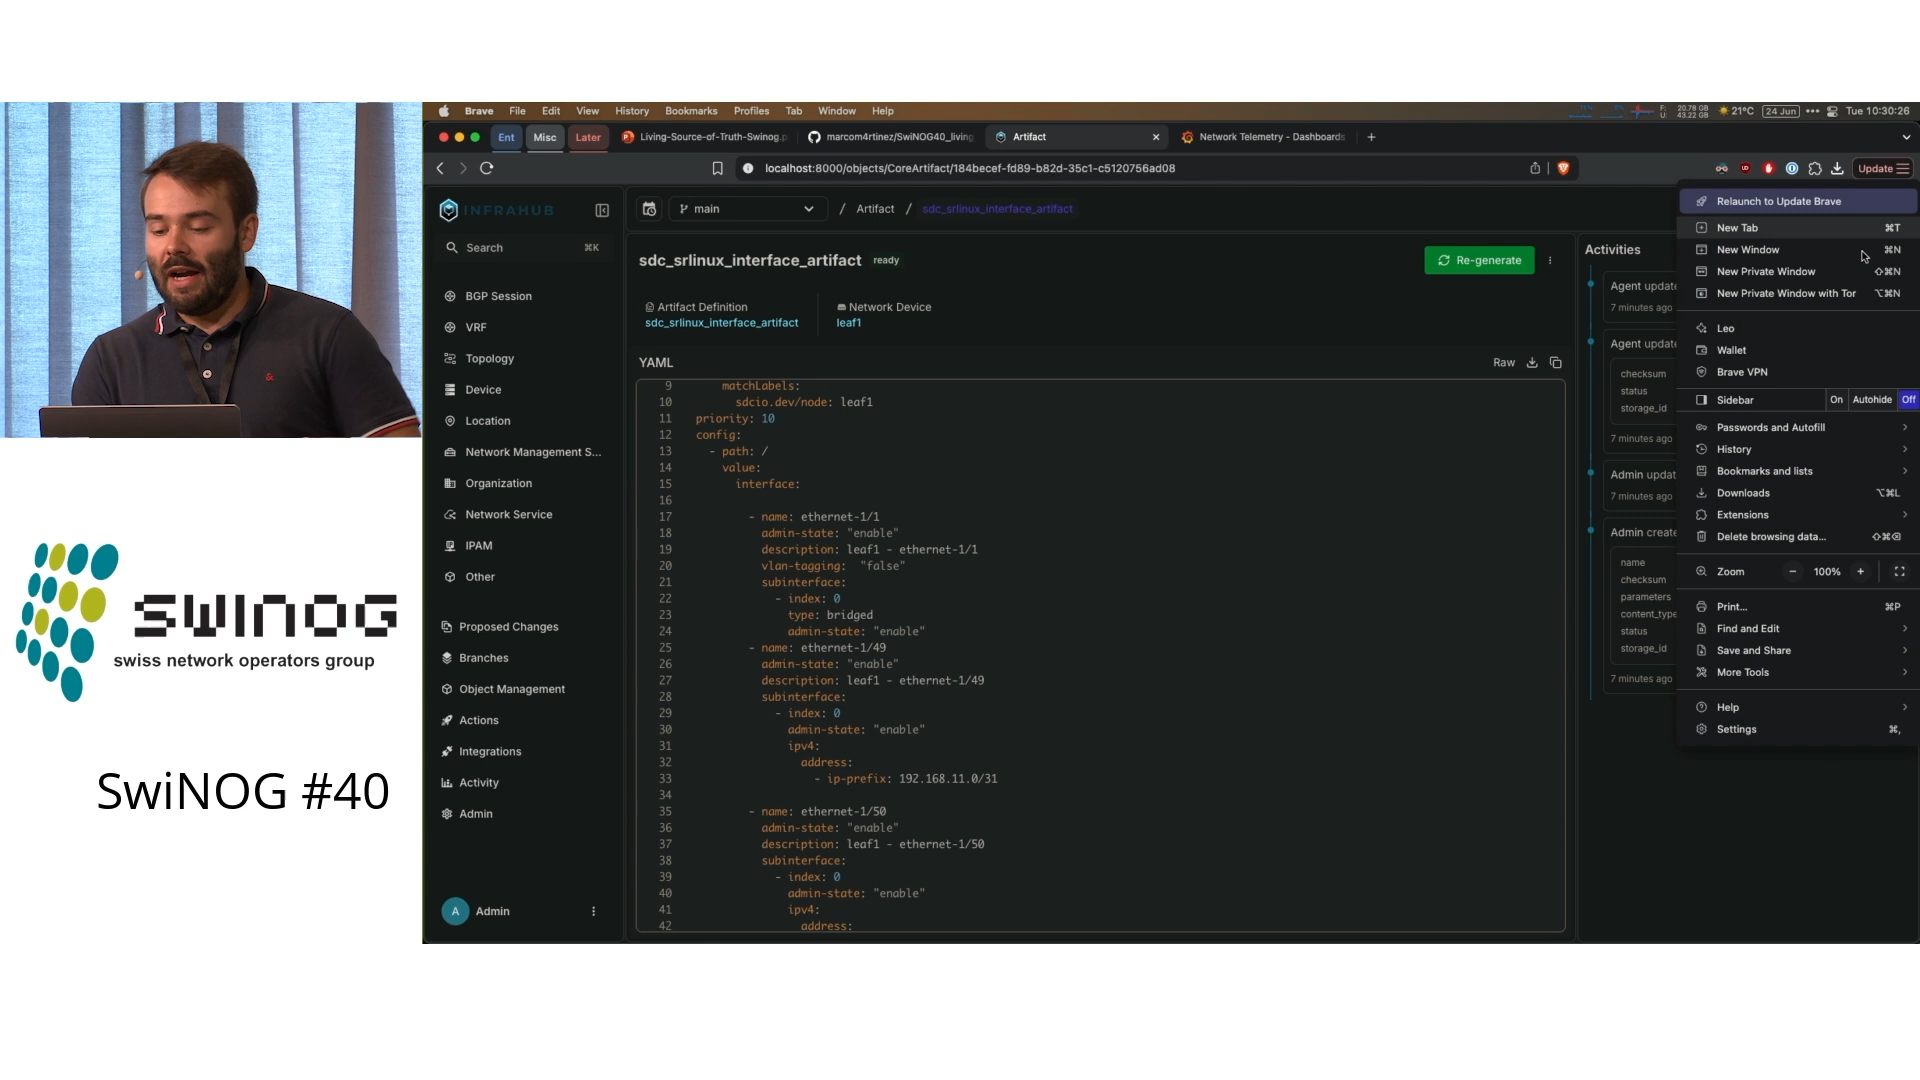 Brave File Edit View History Bookmarks Profiles Tab Window Help
20.78 GB
43.22 GB
21°C 24 Jun Tue 10:30:26
Ent Misc Later Living-Source-of-Truth-Swinog.p marcom4rtinez/SwiNOG40_living Artifact Network Telemetry - Dashboards
localhost:8000/objects/CoreArtifact/184becef-fd89-b82d-35c1-c5120756ad08
Update
INFRAHUB
main / Artifact / sdc_srlinux_interface_artifact
Search ⌘K
BGP Session
VRF
Topology
Device
Location
Network Management S...
Organization
Network Service
IPAM
Other
Proposed Changes
Branches
Object Management
Actions
Integrations
Activity
Admin
A Admin
sdc_srlinux_interface_artifact ready
Re-generate
Artifact Definition
sdc_srlinux_interface_artifact
Network Device
leaf1
YAML
Raw
9 matchLabels:
10 sdcio.dev/node: leaf1
11 priority: 10
12 config:
13 - path: /
14 value:
15 interface:
16
17 - name: ethernet-1/1
18 admin-state: "enable"
19 description: leaf1 - ethernet-1/1
20 vlan-tagging: "false"
21 subinterface:
22 - index: 0
23 type: bridged
24 admin-state: "enable"
25 - name: ethernet-1/49
26 admin-state: "enable"
27 description: leaf1 - ethernet-1/49
28 subinterface:
29 - index: 0
30 admin-state: "enable"
31 ipv4:
32 address:
33 - ip-prefix: 192.168.11.0/31
34
35 - name: ethernet-1/50
36 admin-state: "enable"
37 description: leaf1 - ethernet-1/50
38 subinterface:
39 - index: 0
40 admin-state: "enable"
41 ipv4:
42 address:
Activities
Agent update
7 minutes ago
Agent update
checksum
status
storage_id
7 minutes ago
Admin updat
7 minutes ago
Admin create
name
checksum
parameters
content_type
status
storage_id
7 minutes ago
Relaunch to Update Brave
New Tab ⌘T
New Window ⌘N
New Private Window ⇧⌘N
New Private Window with Tor ⌥⌘N
Leo
Wallet
Brave VPN
Sidebar On Autohide Off
Passwords and Autofill
History
Bookmarks and lists
Downloads ⌥⌘L
Extensions
Delete browsing data... ⇧⌘⌫
Zoom − 100% +
Print... ⌘P
Find and Edit
Save and Share
More Tools
Help
Settings ⌘,
swinog
swiss network operators group
SwiNOG #40